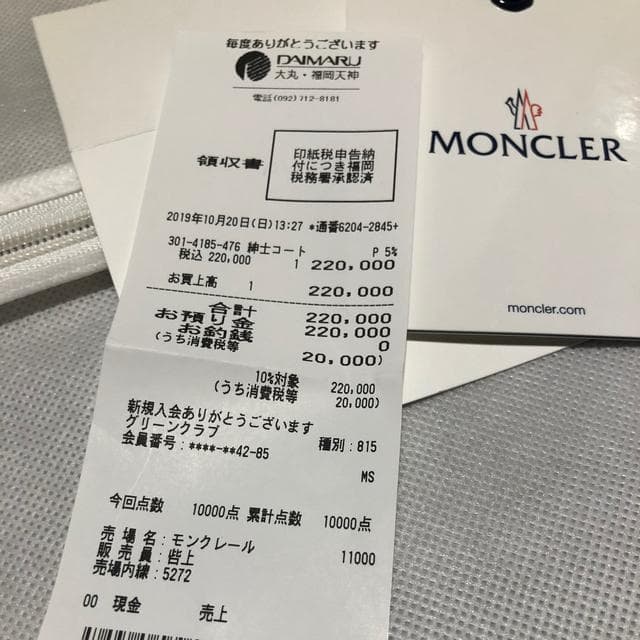 毎度ありがとうございます
DAIMARU
大丸・福岡天神
電話(092)712-8181
領収書
印紙税申告納
付につき福岡
税務署承認済
2019年10月20日(日)13:27 *通番6204-2845+
301-4185-476 紳士コート P 5%
税込 220,000 1 220,000
お買上高 1 220,000
合計 220,000
お預り金 220,000
お釣銭 0
(うち消費税等 20,000)
10%対象 220,000
(うち消費税等 20,000)
新規入会ありがとうございます
グリーンクラブ 種別:815
会員番号:****-**42-85
MS
今回点数 10000点 累計点数 10000点
売 場 名:モンクレール
販 売 員:喾上 11000
売場内線:5272
00 現金 売上
MONCLER
moncler.com